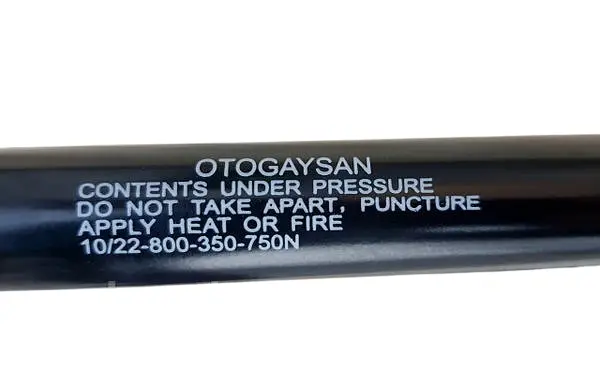 OTOGAYSAN
CONTENTS UNDER PRESSURE
DO NOT TAKE APART, PUNCTURE
APPLY HEAT OR FIRE
10/22-800-350-750N